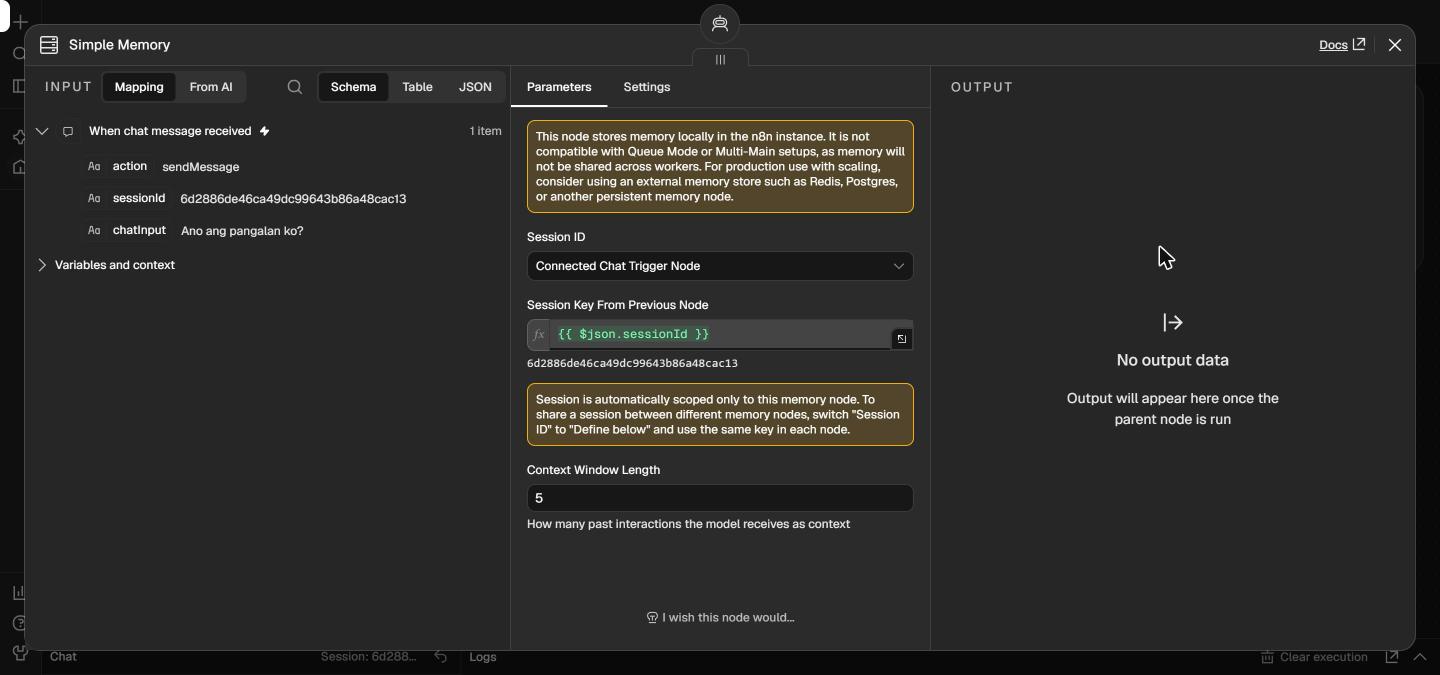 Simple Memory
Docs
INPUT
Mapping
From AI
Schema
Table
JSON
When chat message received
1 item
Aa action sendMessage
Aa sessionId 6d2886de46ca49dc99643b86a48cac13
Aa chatInput Ano ang pangalan ko?
Variables and context
Parameters
Settings
This node stores memory locally in the n8n instance. It is not
compatible with Queue Mode or Multi-Main setups, as memory will
not be shared across workers. For production use with scaling,
consider using an external memory store such as Redis, Postgres,
or another persistent memory node.
Session ID
Connected Chat Trigger Node
Session Key From Previous Node
fx {{ $json.sessionId }}
6d2886de46ca49dc99643b86a48cac13
Session is automatically scoped only to this memory node. To
share a session between different memory nodes, switch "Session
ID" to "Define below" and use the same key in each node.
Context Window Length
5
How many past interactions the model receives as context
I wish this node would...
OUTPUT
No output data
Output will appear here once the
parent node is run
Chat
Session: 6d288...
Logs
Clear execution